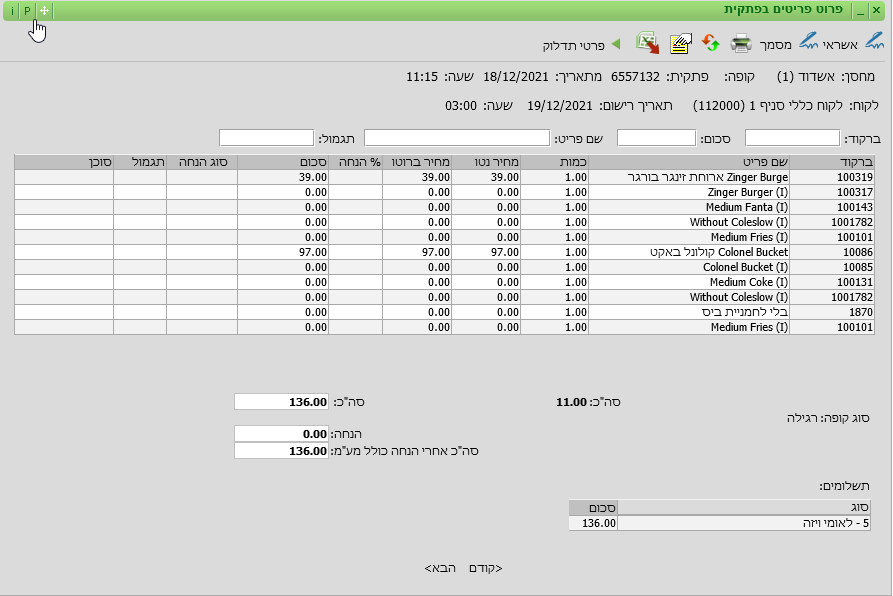 פרוט פריטים בפתקית
i P
אשראי מסמך פרטי תדלוק
מחסן: אשדוד (1) קופה: פתקית: 6557132 מתאריך: 18/12/2021 שעה: 11:15
לקוח: לקוח כללי סניף 1 (112000) תאריך רישום: 19/12/2021 שעה: 03:00
ברקוד: סכום: שם פריט: תגמול:
ברקוד שם פריט כמות מחיר נטו מחיר ברוטו % הנחה סכום סוג הנחה תגמול סוכן
100319 Zinger Burge ארוחת זינגר בורגר 1.00 39.00 39.00 39.00
100317 Zinger Burger (I) 1.00 0.00 0.00 0.00
100143 Medium Fanta (I) 1.00 0.00 0.00 0.00
1001782 Without Coleslow (I) 1.00 0.00 0.00 0.00
100101 Medium Fries (I) 1.00 0.00 0.00 0.00
10086 Colonel Bucket קולונל באקט 1.00 97.00 97.00 97.00
10085 Colonel Bucket (I) 1.00 0.00 0.00 0.00
100131 Medium Coke (I) 1.00 0.00 0.00 0.00
1001782 Without Coleslow (I) 1.00 0.00 0.00 0.00
1870 בלי לחמניית ביס 1.00 0.00 0.00 0.00
100101 Medium Fries (I) 1.00 0.00 0.00 0.00
סה"כ: 11.00 סה"כ: 136.00
סוג קופה: רגילה
הנחה: 0.00
סה"כ אחרי הנחה כולל מע"מ: 136.00
תשלומים:
סוג סכום
5 - לאומי ויזה 136.00
<קודם הבא>